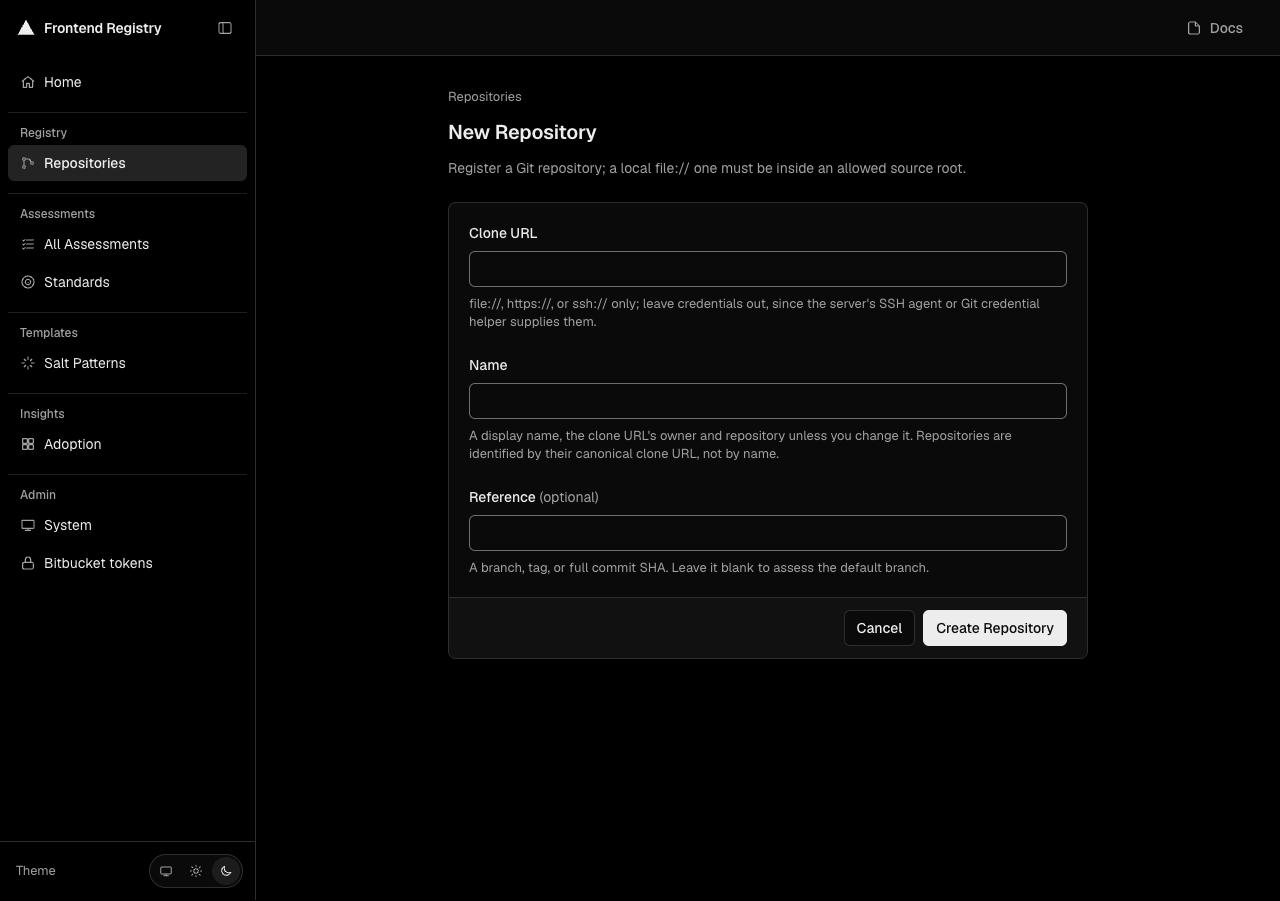 Frontend Registry
Docs
Home
Registry
Repositories
Assessments
All Assessments
Standards
Templates
Salt Patterns
Insights
Adoption
Admin
System
Bitbucket tokens
Theme
Repositories
New Repository
Register a Git repository; a local file:// one must be inside an allowed source root.
Clone URL
file://, https://, or ssh:// only; leave credentials out, since the server's SSH agent or Git credential
helper supplies them.
Name
A display name, the clone URL's owner and repository unless you change it. Repositories are
identified by their canonical clone URL, not by name.
Reference (optional)
A branch, tag, or full commit SHA. Leave it blank to assess the default branch.
Cancel
Create Repository